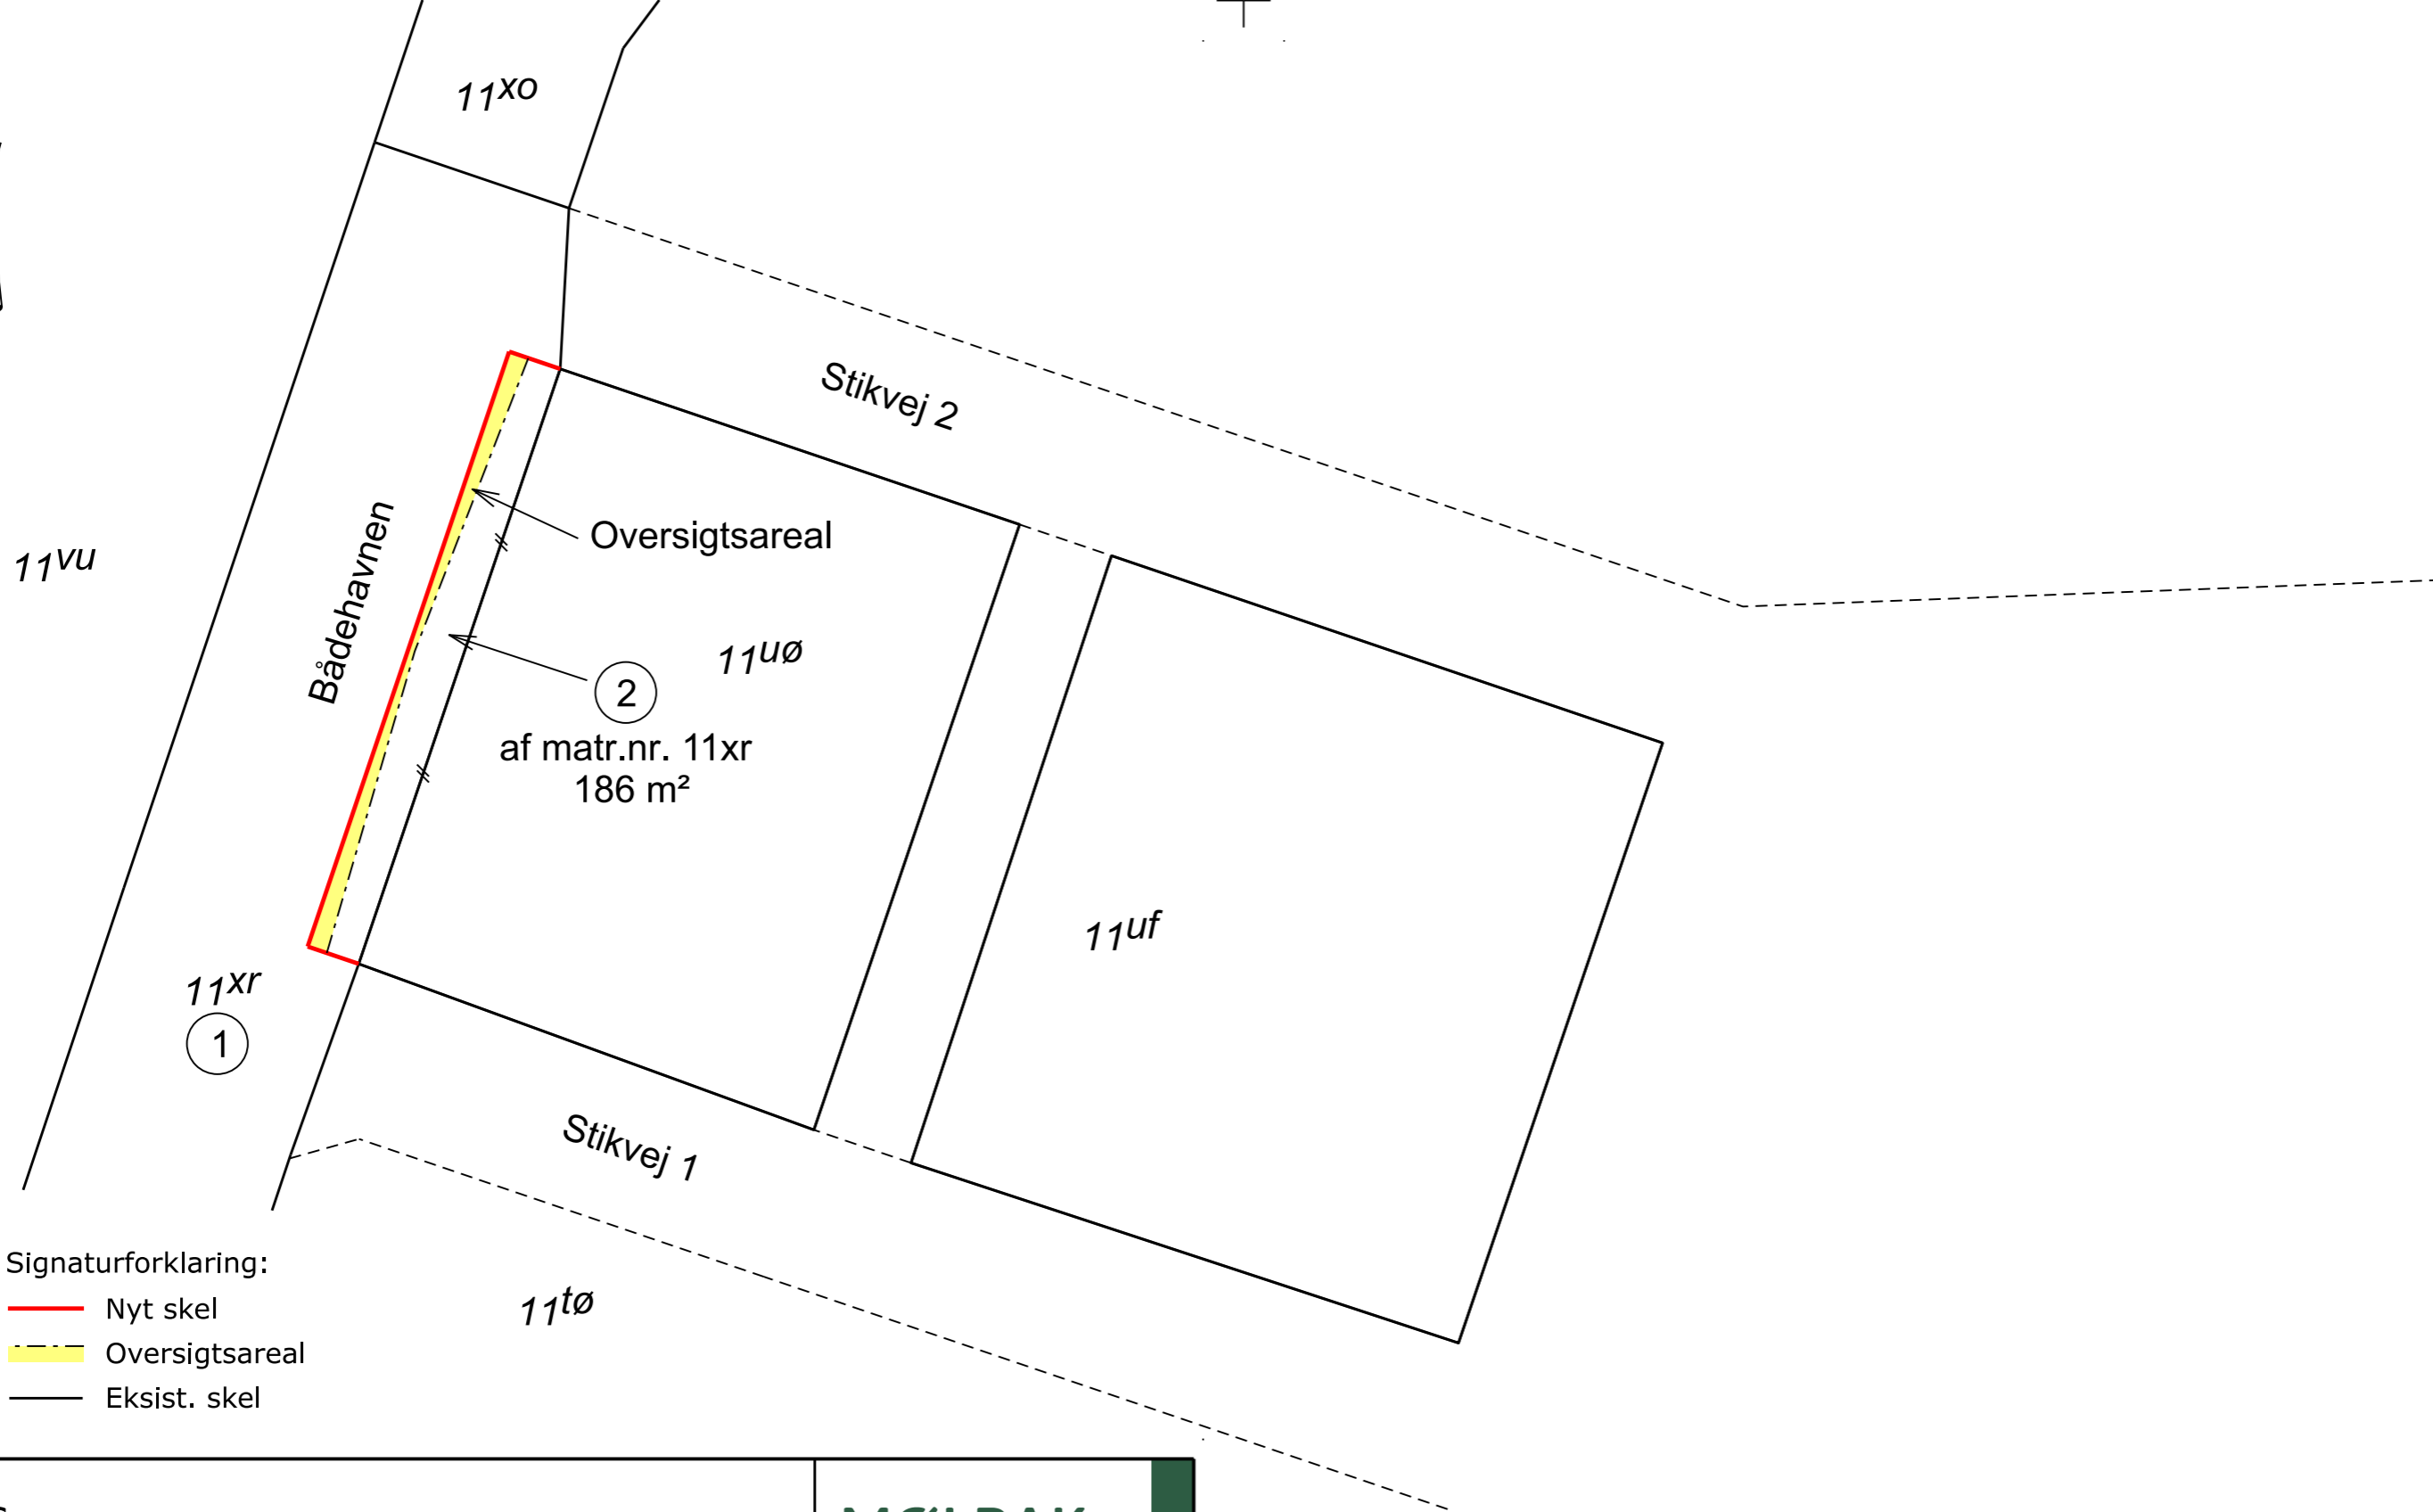 11xo
Stikvej 2
Oversigtsareal
Bådehavnen
11vu
11uø
2
af matr.nr. 11xr
186 m²
11uf
11xr
1
Stikvej 1
11tø
Signaturforklaring:
Nyt skel
Oversigtsareal
Eksist. skel